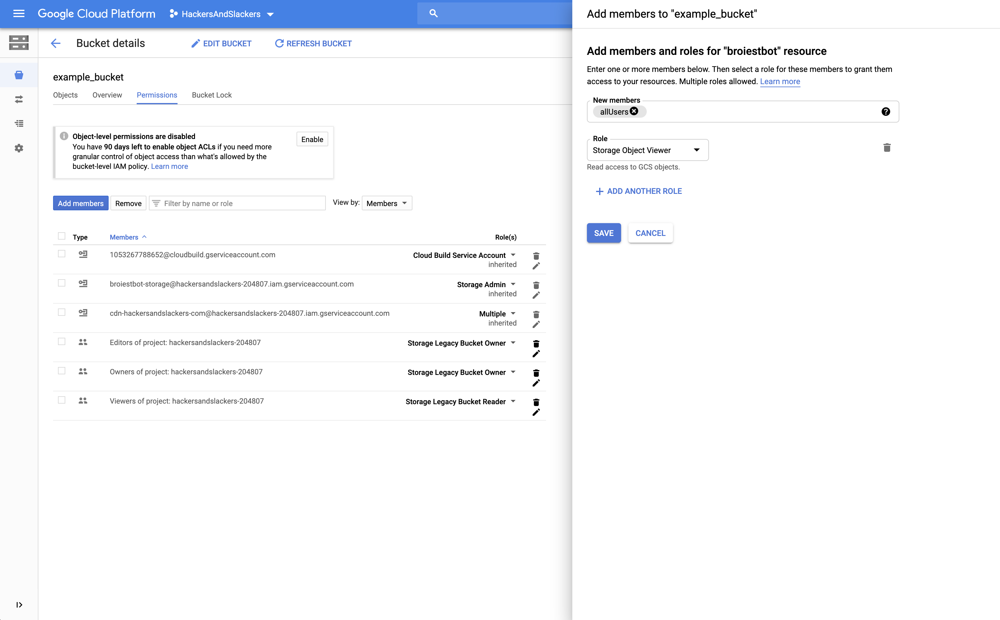 Google Cloud Platform
HackersAndSlackers
Bucket details
EDIT BUCKET
REFRESH BUCKET
example_bucket
Objects
Overview
Permissions
Bucket Lock
Object-level permissions are disabled
You have 90 days left to enable object ACLs if you need more
granular control of object access than what's allowed by the
bucket-level IAM policy. Learn more
Enable
Add members
Remove
Filter by name or role
View by:
Members
Type
Members
Role(s)
1053267788652@cloudbuild.gserviceaccount.com
Cloud Build Service Account
inherited
broiestbot-storage@hackersandslackers-204807.iam.gserviceaccount.com
Storage Admin
inherited
cdn-hackersandslackers-com@hackersandslackers-204807.iam.gserviceaccount.com
Multiple
inherited
Editors of project: hackersandslackers-204807
Storage Legacy Bucket Owner
Owners of project: hackersandslackers-204807
Storage Legacy Bucket Owner
Viewers of project: hackersandslackers-204807
Storage Legacy Bucket Reader
Add members to "example_bucket"
Add members and roles for "broiestbot" resource
Enter one or more members below. Then select a role for these members to grant them
access to your resources. Multiple roles allowed. Learn more
New members
allUsers
Role
Storage Object Viewer
Read access to GCS objects.
ADD ANOTHER ROLE
SAVE
CANCEL